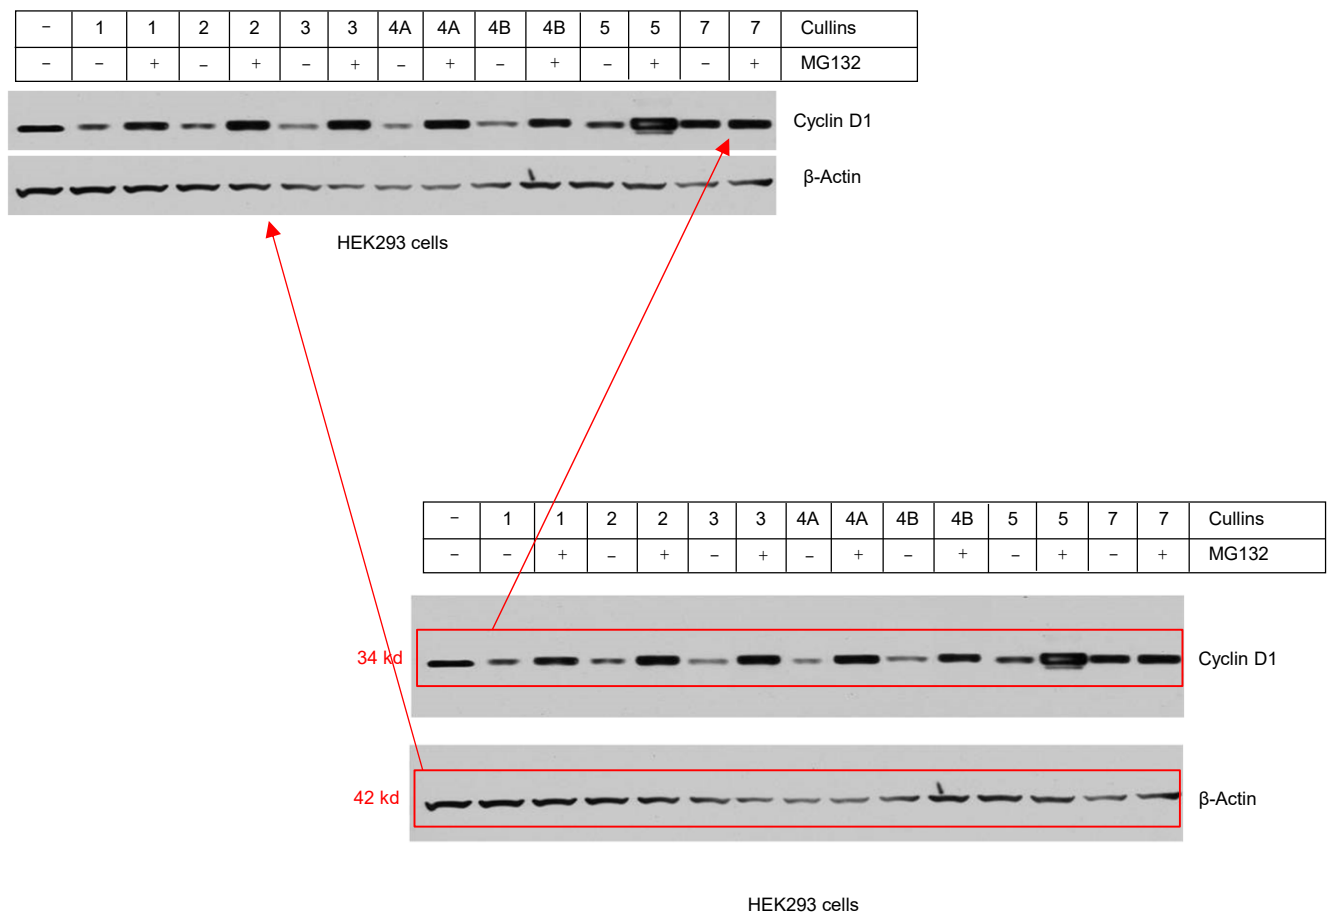 − 1 1 2 2 3 3 4A 4A 4B 4B 5 5 7 7 Cullins
− − + − + − + − + − + − + − + MG132
Cyclin D1
β-Actin
HEK293 cells
− 1 1 2 2 3 3 4A 4A 4B 4B 5 5 7 7 Cullins
− − + − + − + − + − + − + − + MG132
34 kd Cyclin D1
42 kd β-Actin
HEK293 cells